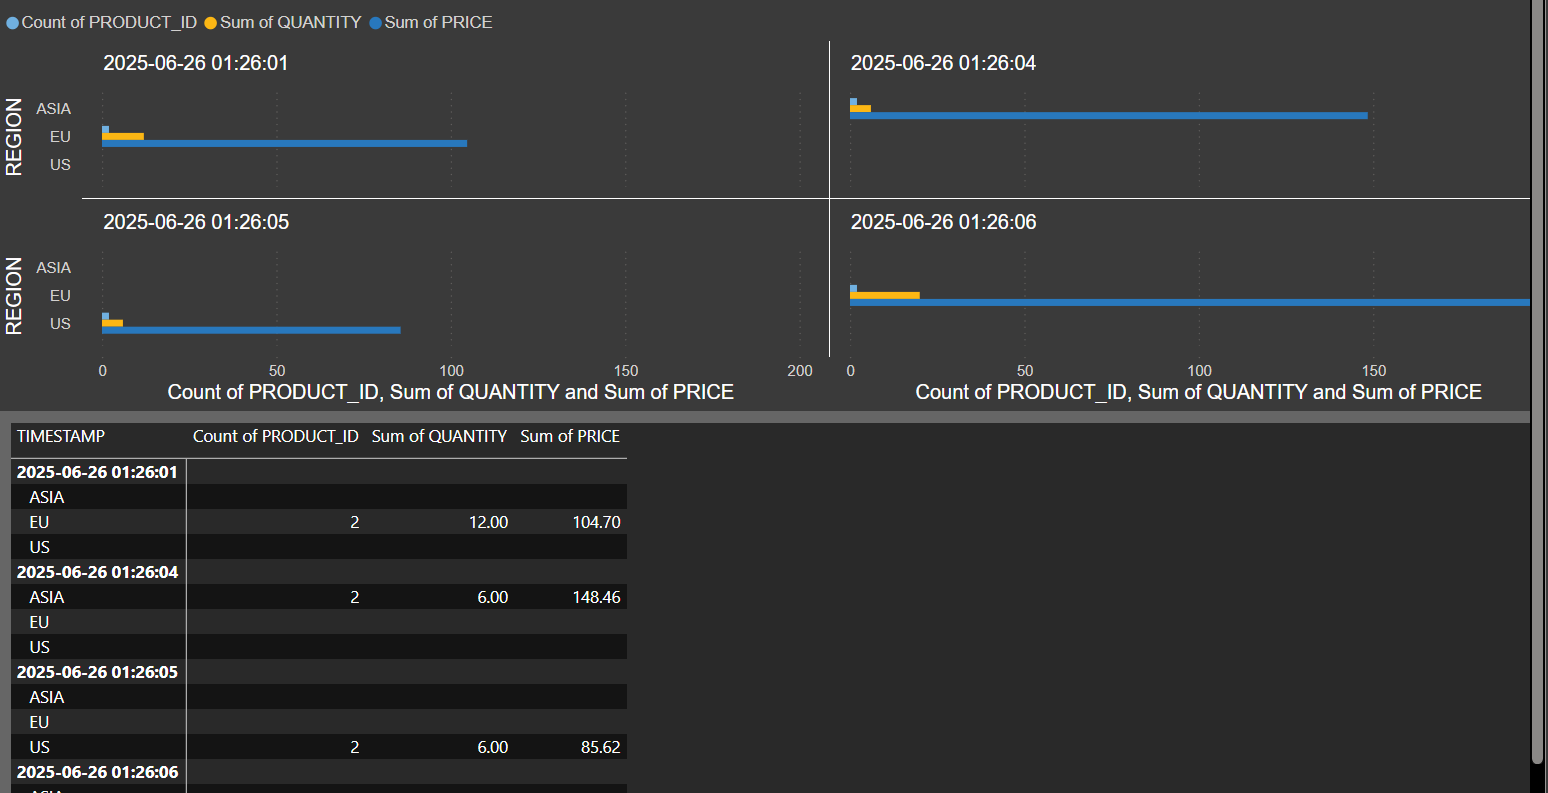 Count of PRODUCT_ID Sum of QUANTITY Sum of PRICE
2025-06-26 01:26:01
2025-06-26 01:26:04
REGION
ASIA
EU
US
2025-06-26 01:26:05
2025-06-26 01:26:06
REGION
ASIA
EU
US
0 50 100 150 200 0 50 100 150
Count of PRODUCT_ID, Sum of QUANTITY and Sum of PRICE
Count of PRODUCT_ID, Sum of QUANTITY and Sum of PRICE
TIMESTAMP Count of PRODUCT_ID Sum of QUANTITY Sum of PRICE
2025-06-26 01:26:01
ASIA
EU 2 12.00 104.70
US
2025-06-26 01:26:04
ASIA 2 6.00 148.46
EU
US
2025-06-26 01:26:05
ASIA
EU
US 2 6.00 85.62
2025-06-26 01:26:06